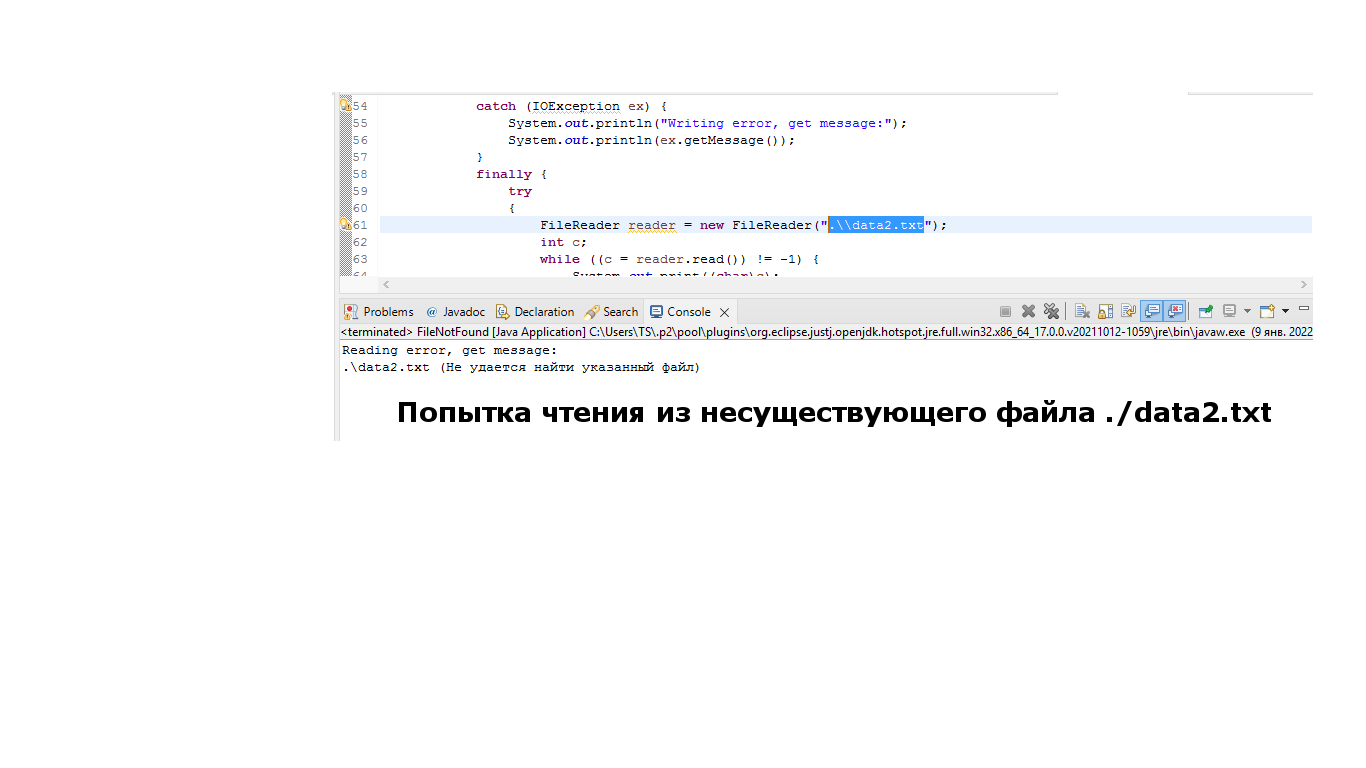 54 catch (IOException ex) {
55 System.out.println("Writing error, get message:");
56 System.out.println(ex.getMessage());
57 }
58 finally {
59 try
60 {
61 FileReader reader = new FileReader(".\\data2.txt");
62 int c;
63 while ((c = reader.read()) != -1) {
64 System.out.print((char)c);
Problems @ Javadoc Declaration Search Console
<terminated> FileNotFound [Java Application] C:\Users\TS\.p2\pool\plugins\org.eclipse.justj.openjdk.hotspot.jre.full.win32.x86_64_17.0.0.v20211012-1059\jre\bin\javaw.exe (9 янв. 2022
Reading error, get message:
.\data2.txt (Не удается найти указанный файл)
Попытка чтения из несуществующего файла ./data2.txt